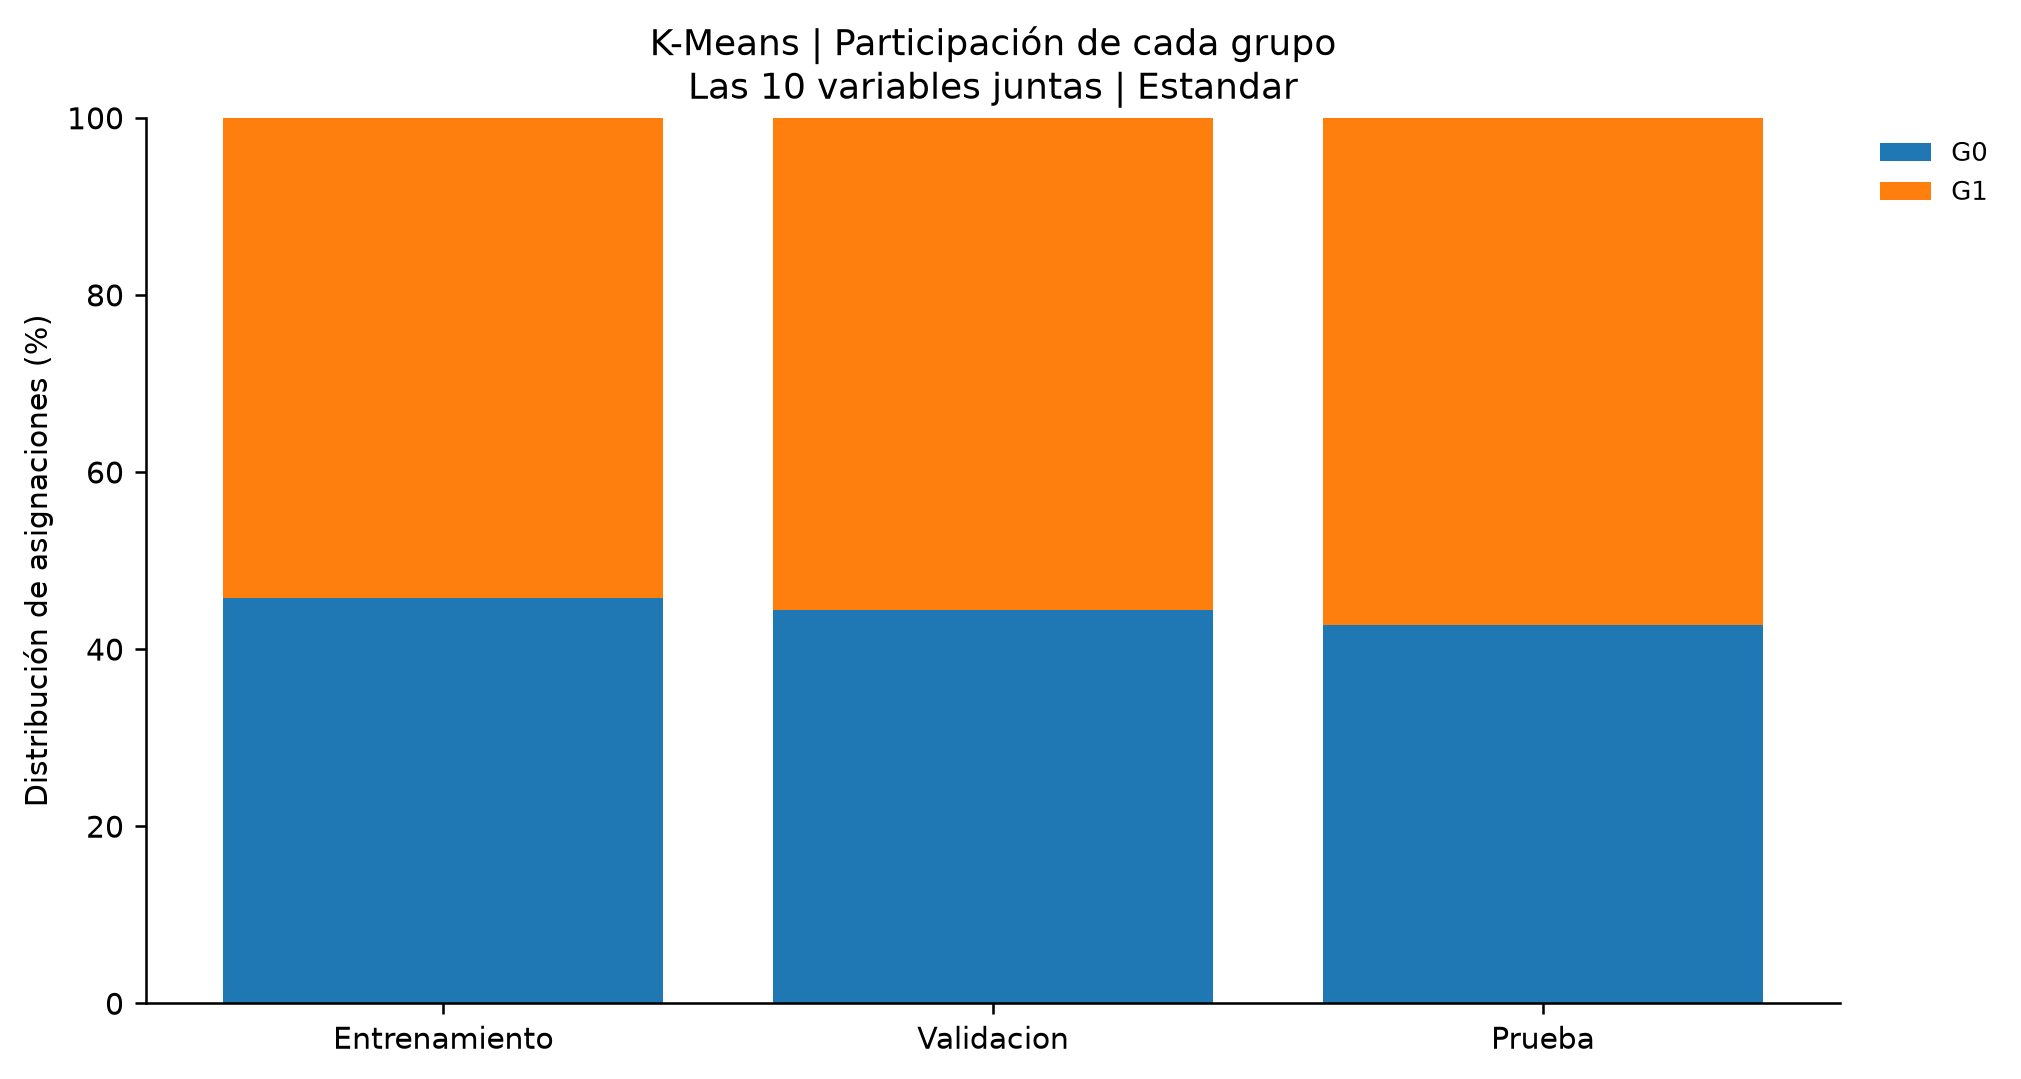 K-Means | Participación de cada grupo
Las 10 variables juntas | Estandar
Distribución de asignaciones (%)
100
80
60
40
20
0
Entrenamiento
Validacion
Prueba
G0
G1